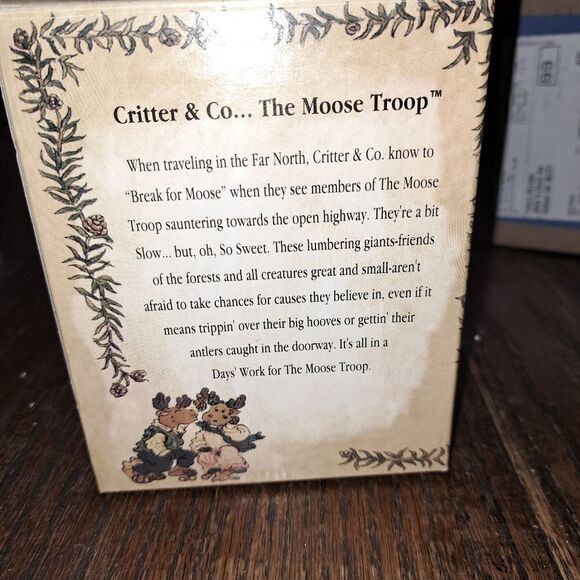 Critter & Co... The Moose Troop™
When traveling in the Far North, Critter & Co. know to
“Break for Moose” when they see members of The Moose
Troop sauntering towards the open highway. They're a bit
Slow... but, oh, So Sweet. These lumbering giants-friends
of the forests and all creatures great and small-aren't
afraid to take chances for causes they believe in, even if it
means trippin' over their big hooves or gettin' their
antlers caught in the doorway. It's all in a
Days' Work for The Moose Troop.